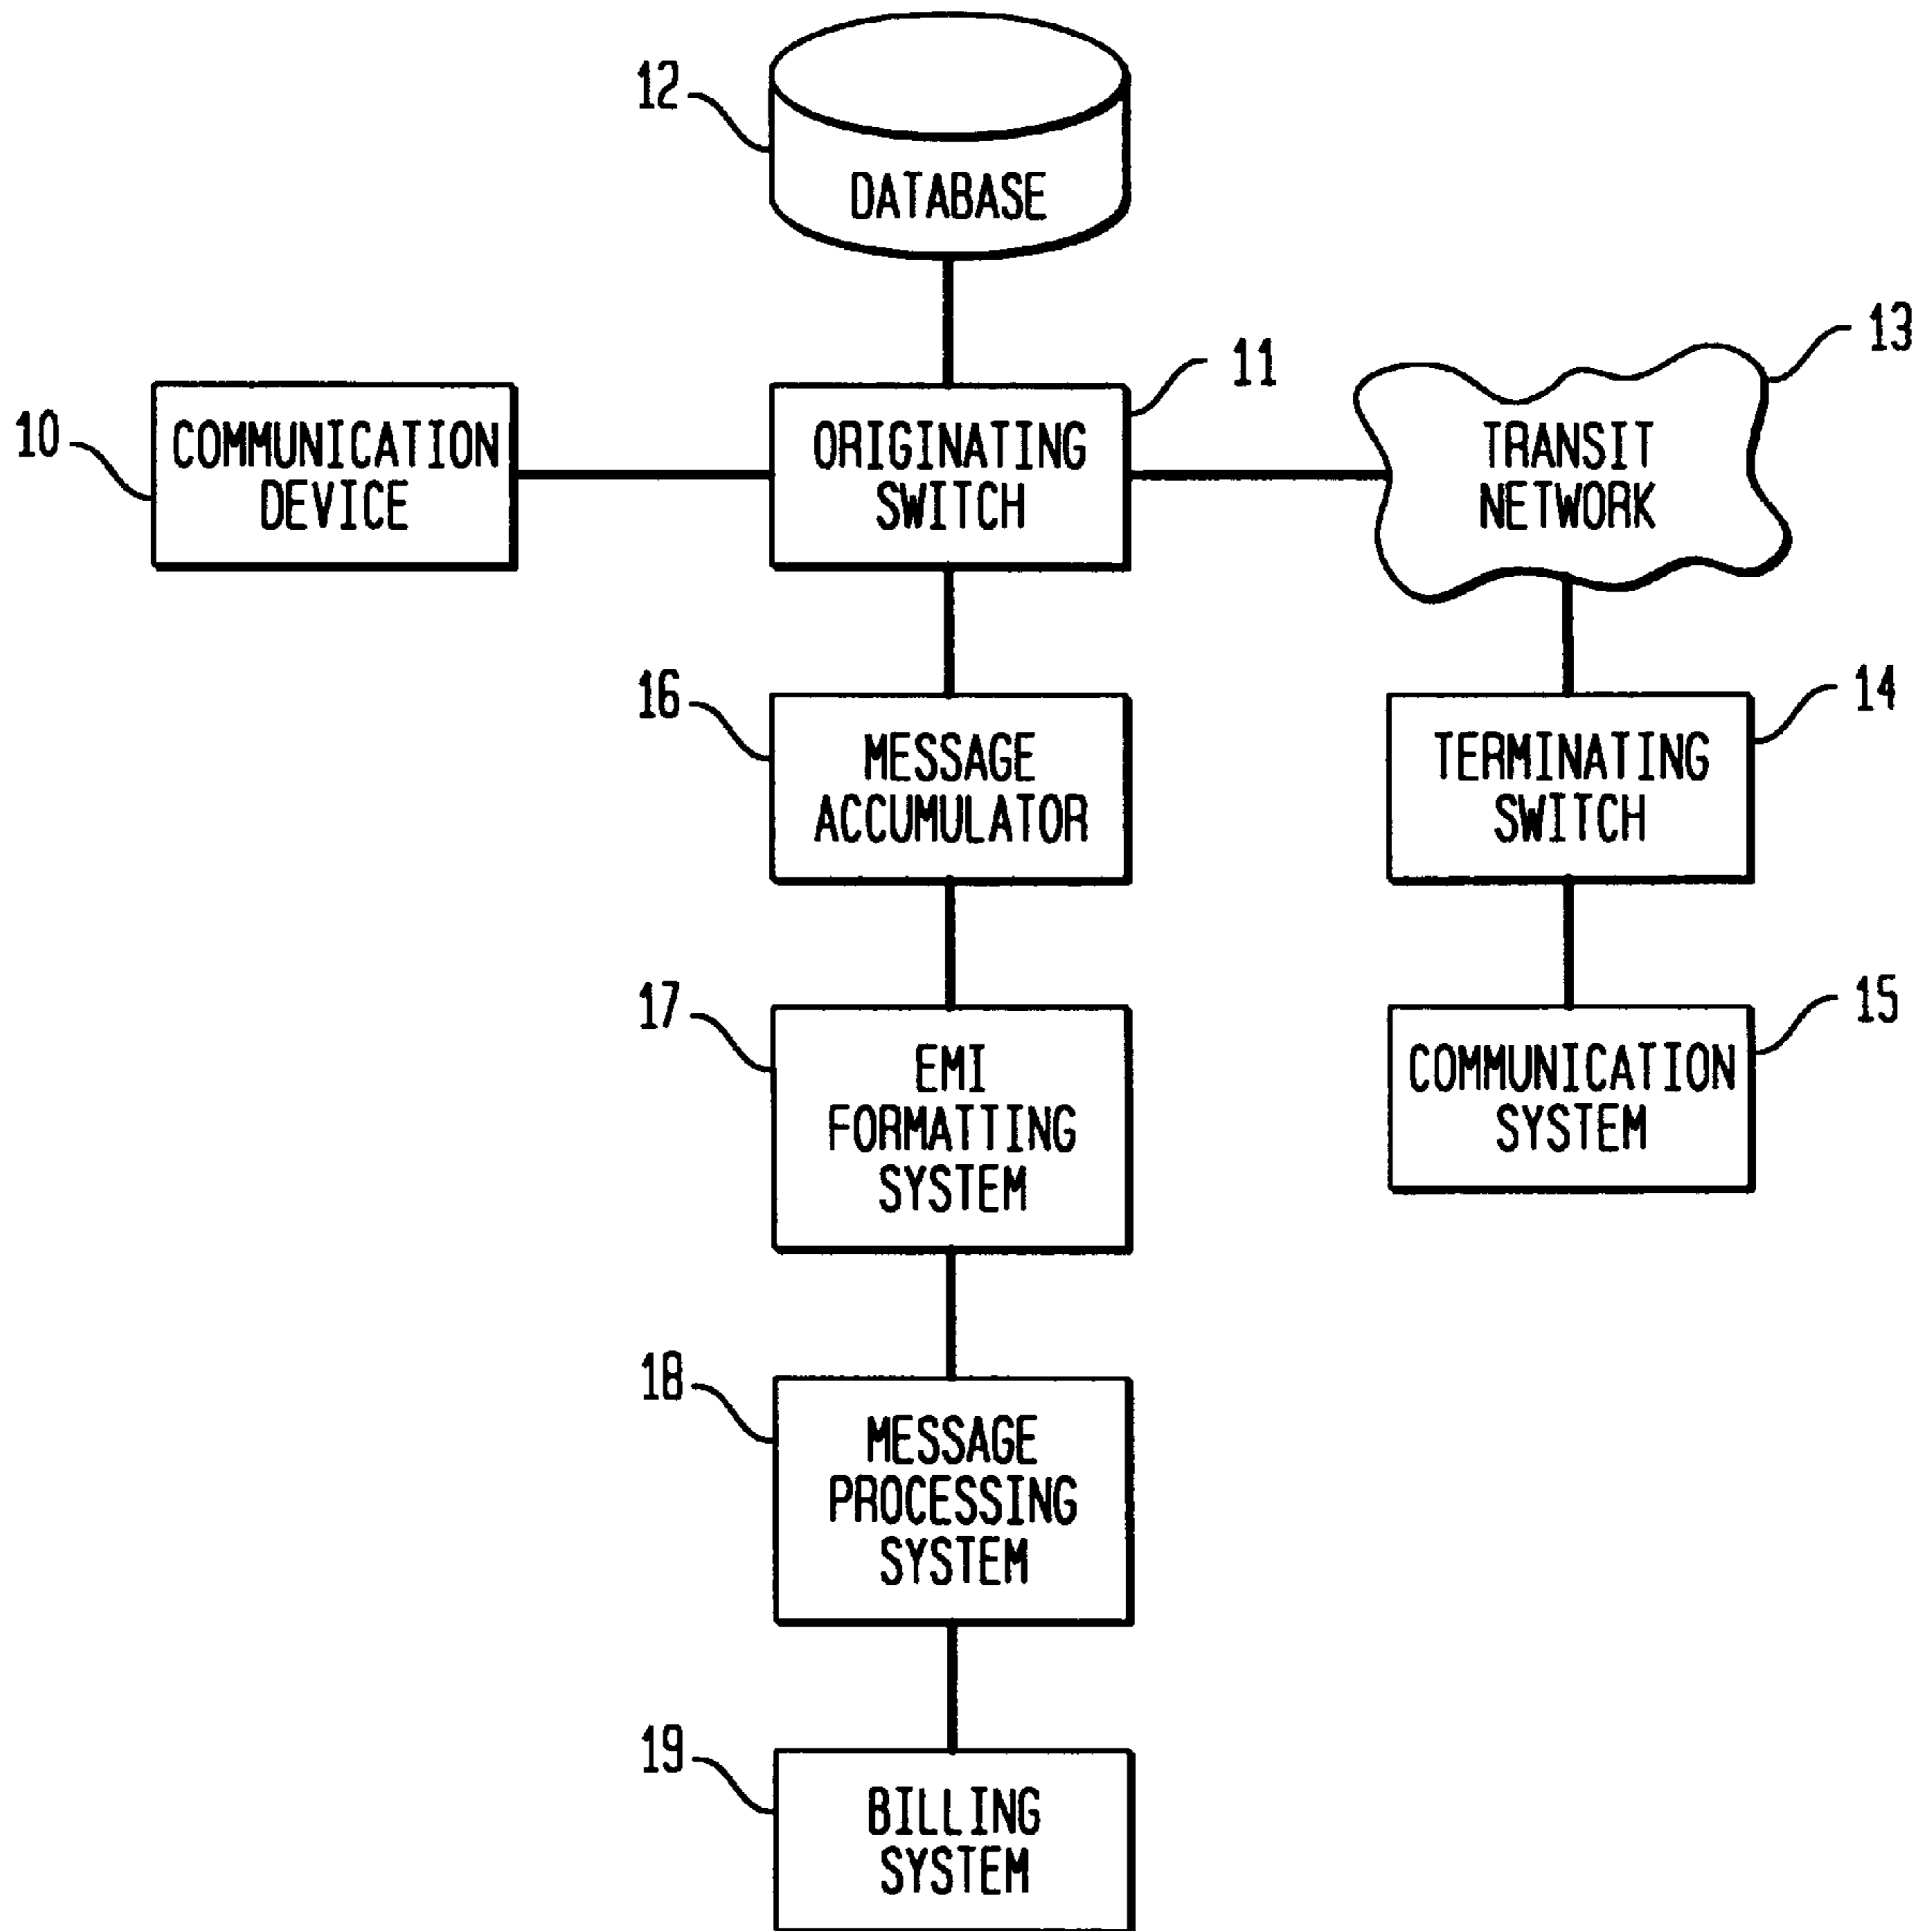 12
DATABASE
13
11
10
COMMUNICATION
DEVICE
ORIGINATING
SWITCH
TRANSIT
NETWORK
16
MESSAGE
ACCUMULATOR
14
TERMINATING
SWITCH
17
EMI
FORMATTING
SYSTEM
15
COMMUNICATION
SYSTEM
18
MESSAGE
PROCESSING
SYSTEM
19
BILLING
SYSTEM